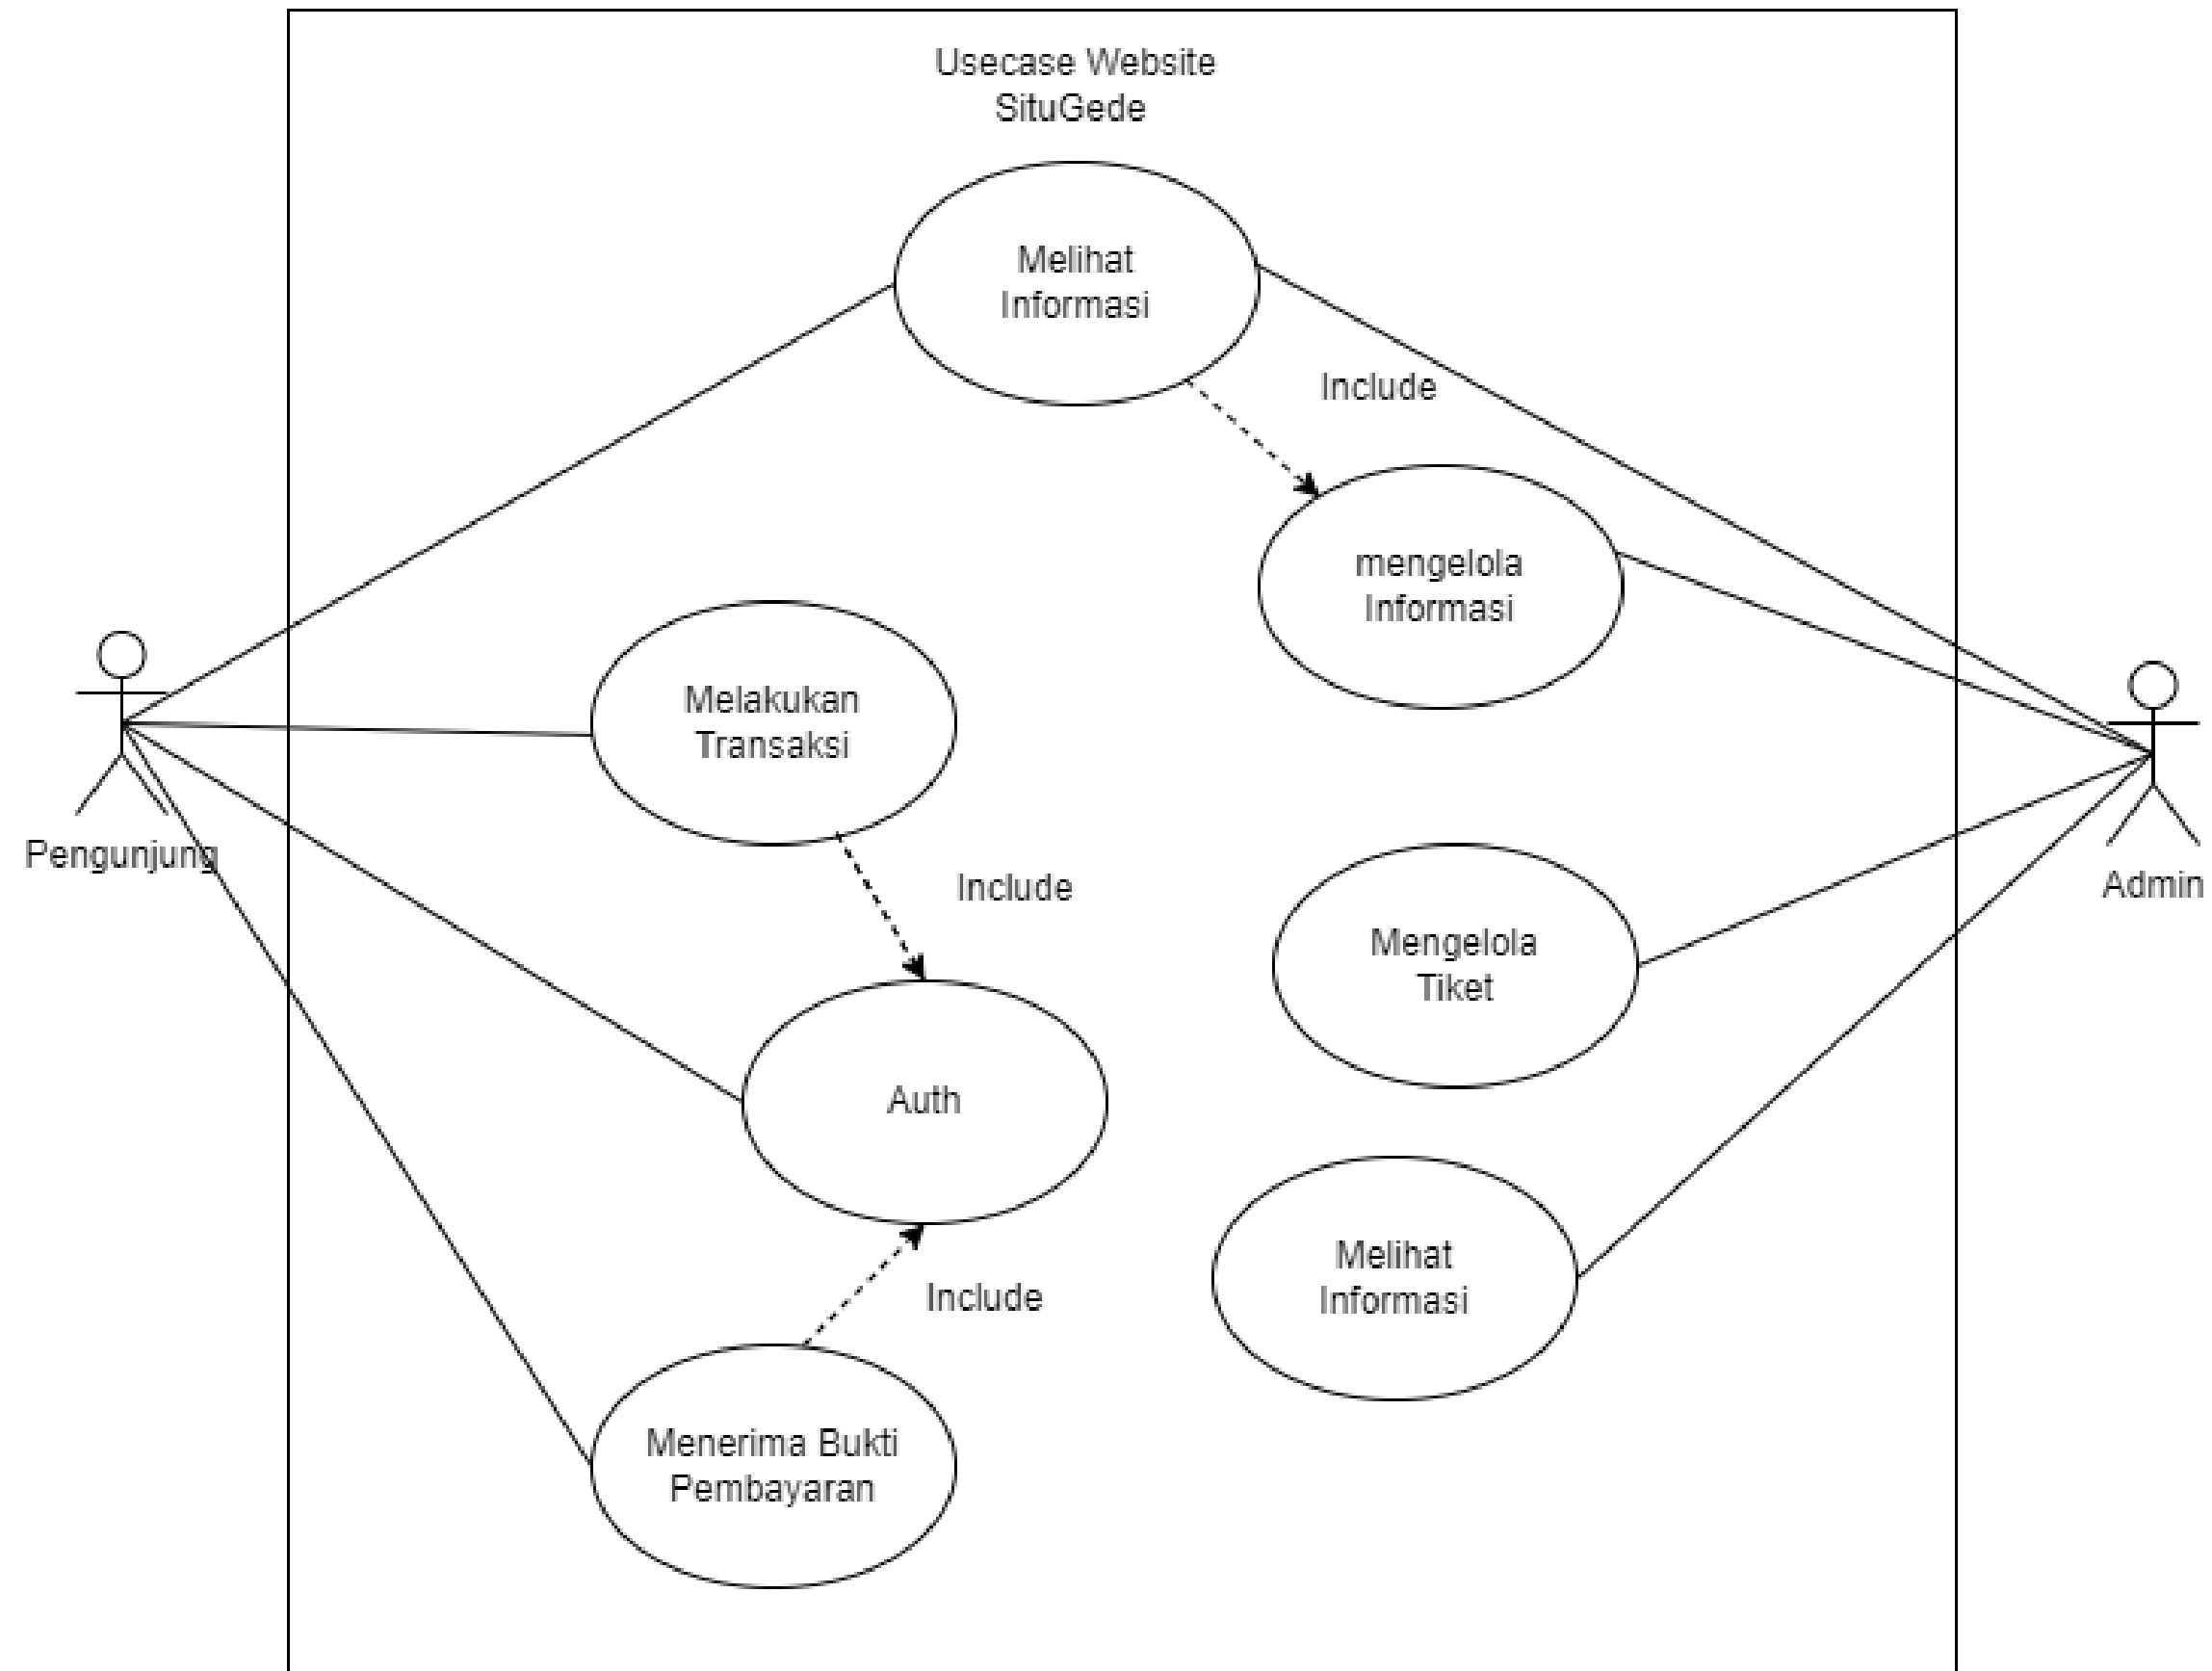 Usecase Website
SituGede
Melihat
Informasi
Include
mengelola
Informasi
Melakukan
Transaksi
Pengunjung
Include
Admin
Mengelola
Tiket
Auth
Melihat
Informasi
Include
Menerima Bukti
Pembayaran